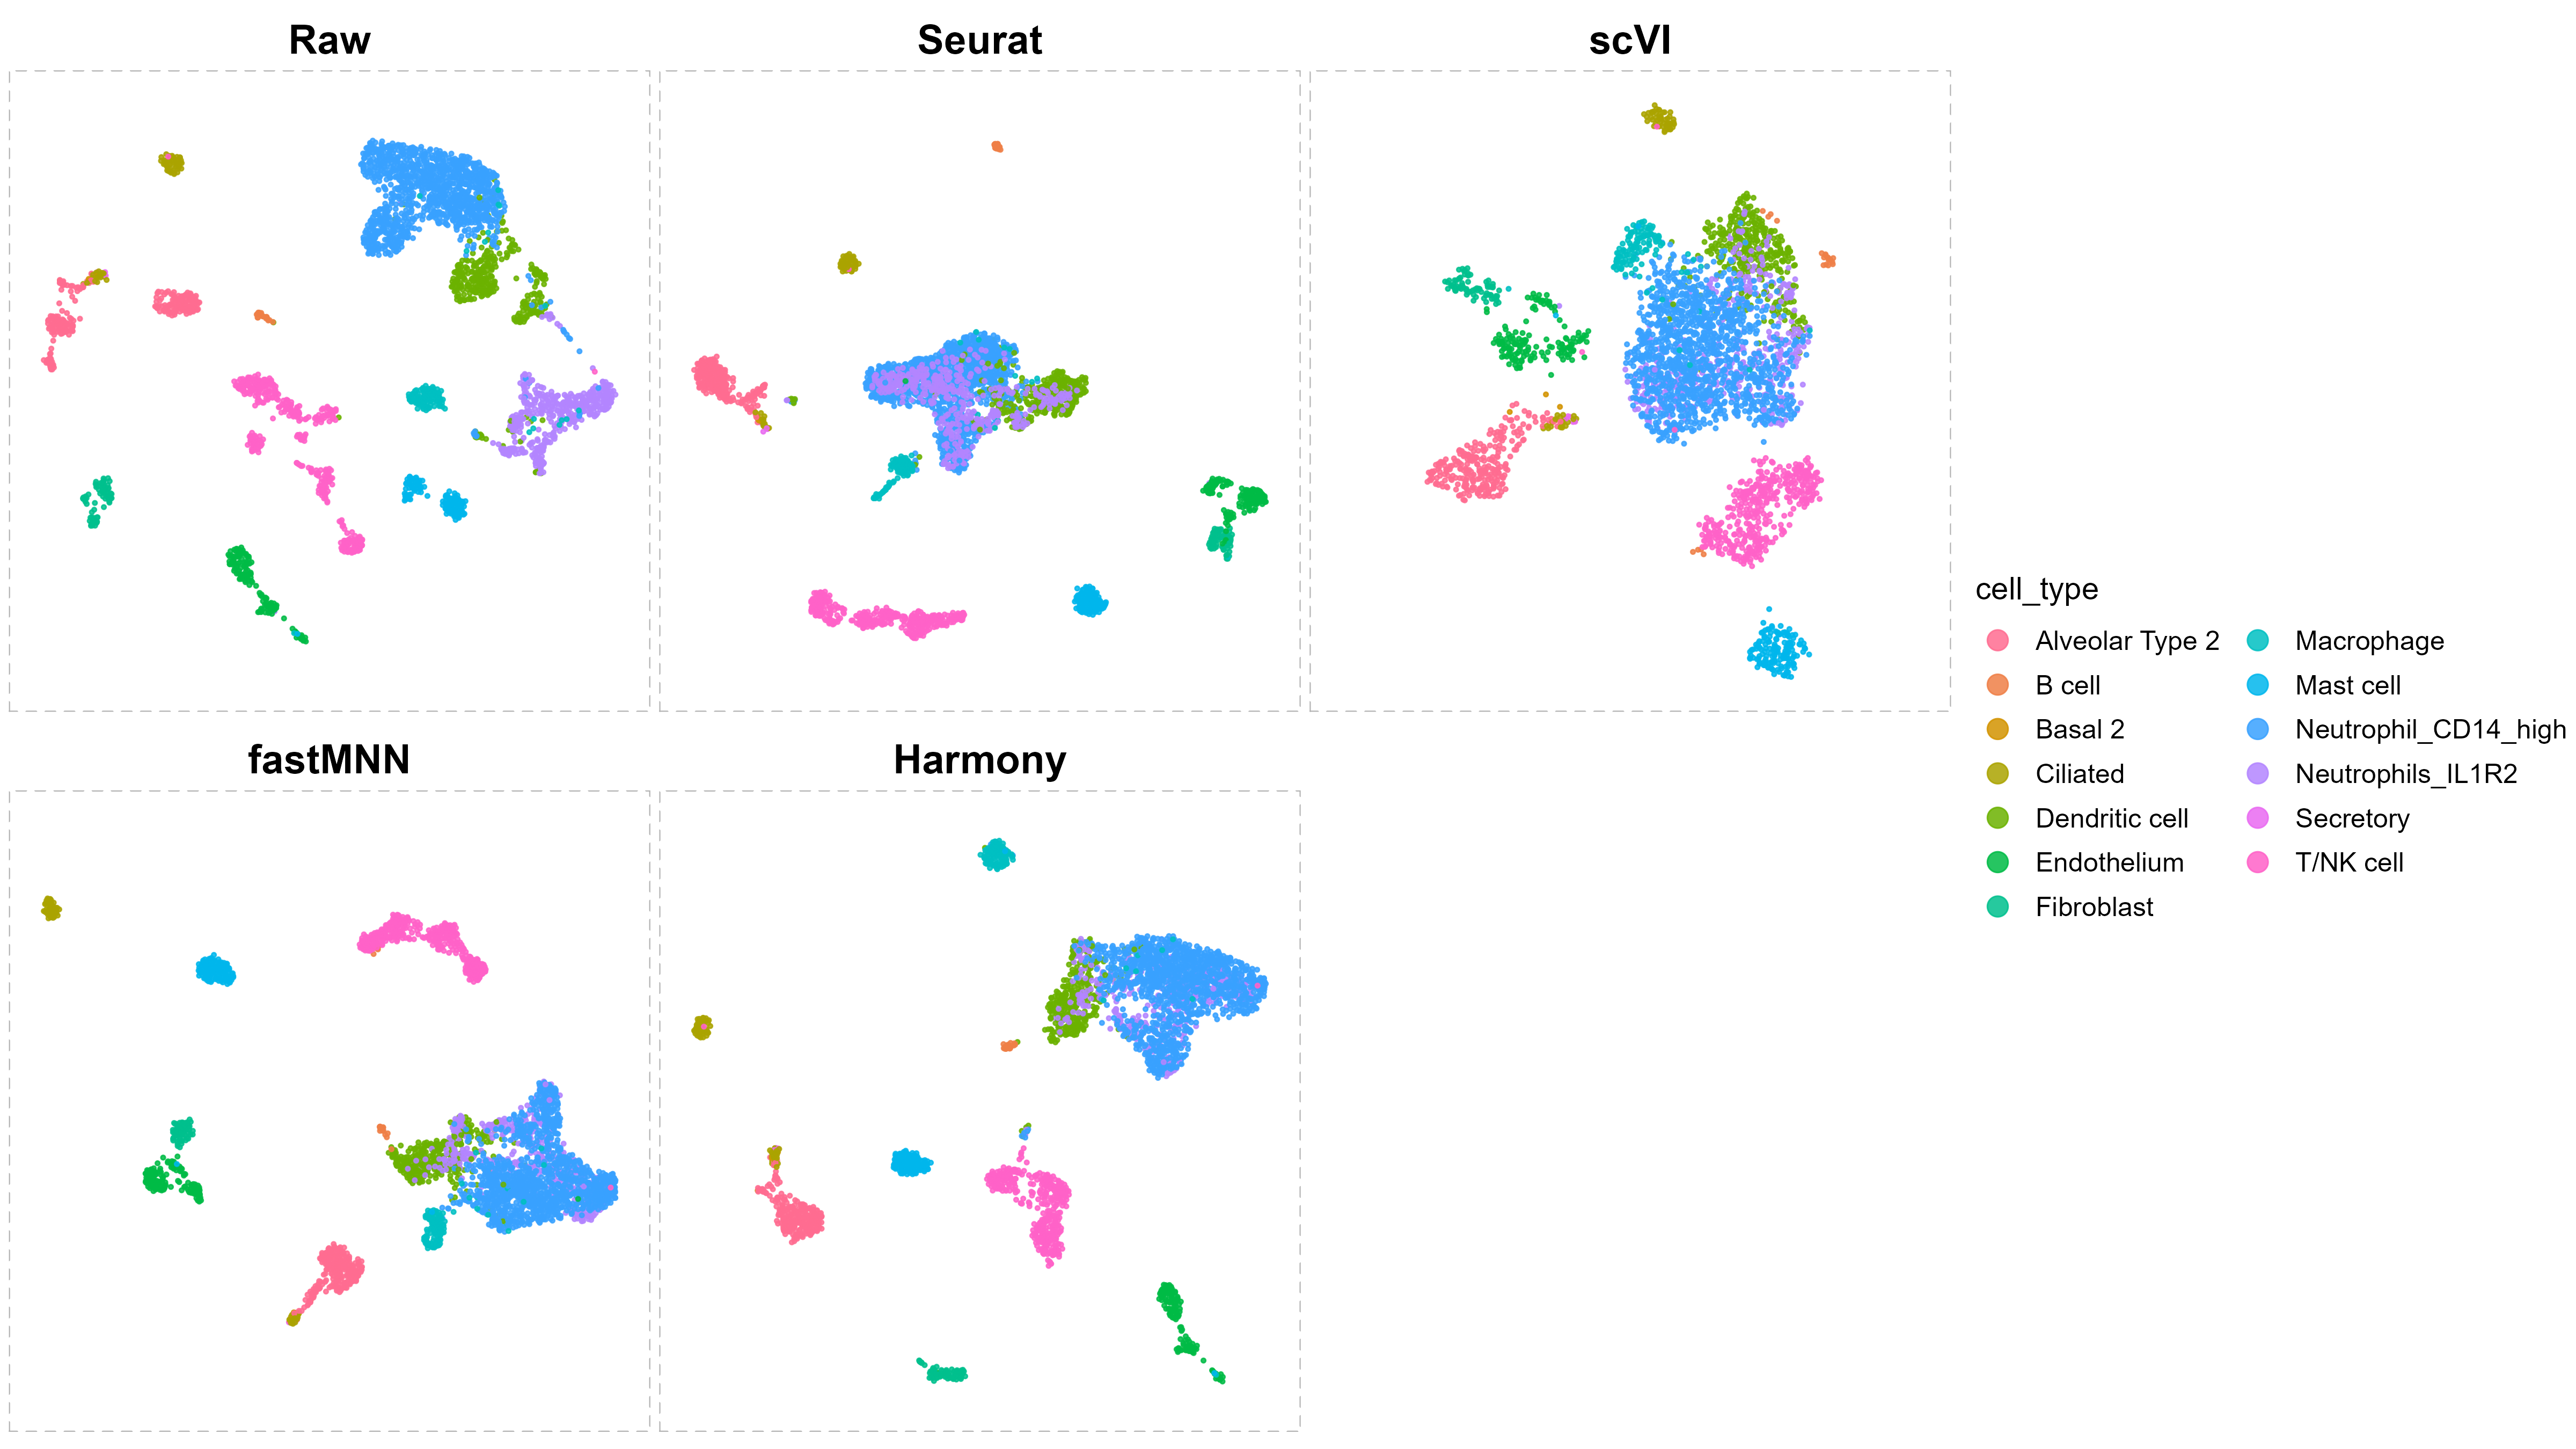 Raw
Seurat
scVI
fastMNN
Harmony
cell_type
Alveolar Type 2
B cell
Basal 2
Ciliated
Dendritic cell
Endothelium
Fibroblast
Macrophage
Mast cell
Neutrophil_CD14_high
Neutrophils_IL1R2
Secretory
T/NK cell